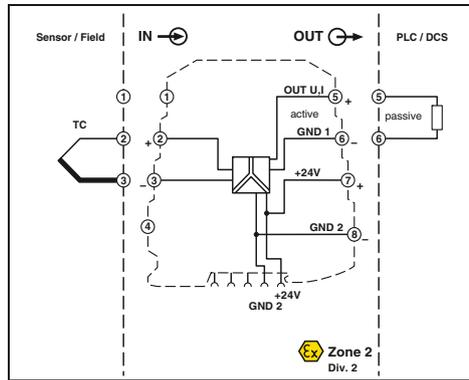 Sensor / Field
IN
OUT
PLC / DCS
1
1
OUT U,I
5
+
5
TC
active
passive
2
+
2
GND 1
6
−
6
3
−
3
+24V
7
+
4
GND 2
8
−
+24V
GND 2
Ex
Zone 2
Div. 2